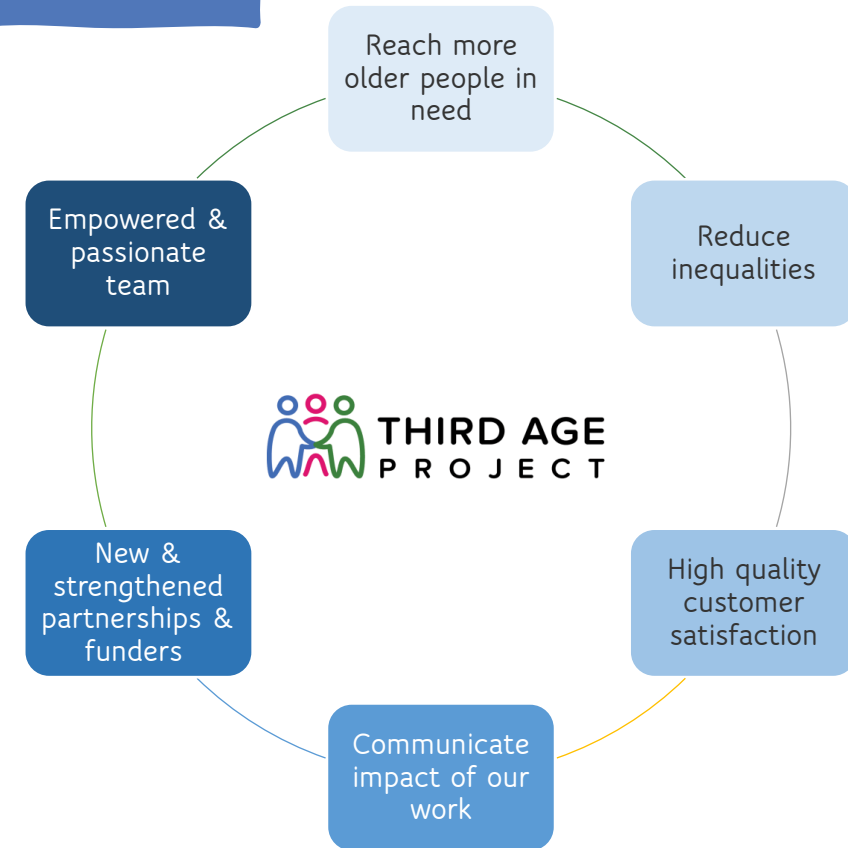 Reach more
older people in
need
Reduce
inequalities
High quality
customer
satisfaction
Communicate
impact of our
work
New &
strengthened
partnerships &
funders
Empowered &
passionate
team
THIRD AGE
PROJECT